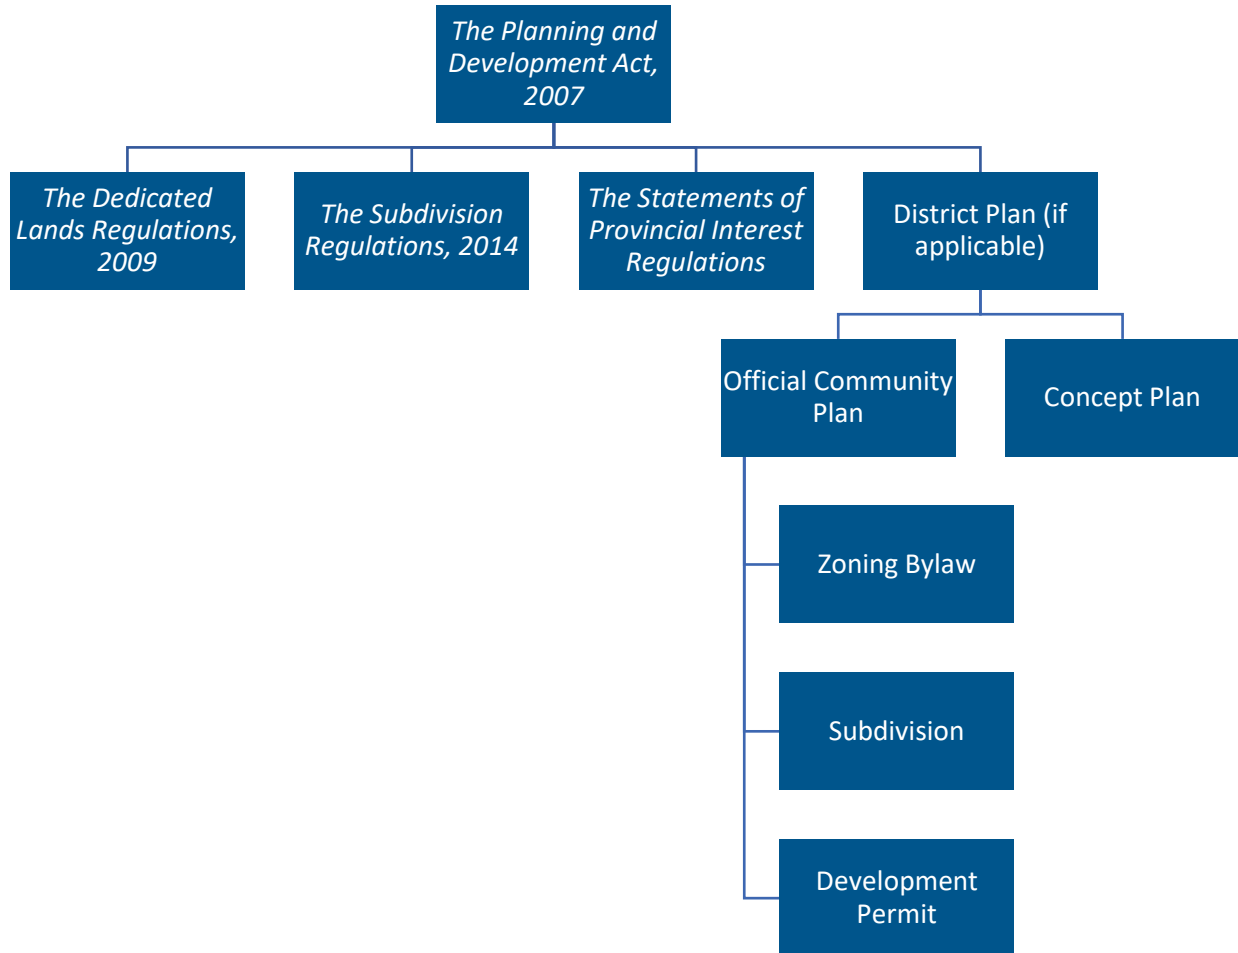 The Planning and
Development Act,
2007
The Dedicated
Lands Regulations,
2009
The Subdivision
Regulations, 2014
The Statements of
Provincial Interest
Regulations
District Plan (if
applicable)
Official Community
Plan
Concept Plan
Zoning Bylaw
Subdivision
Development
Permit